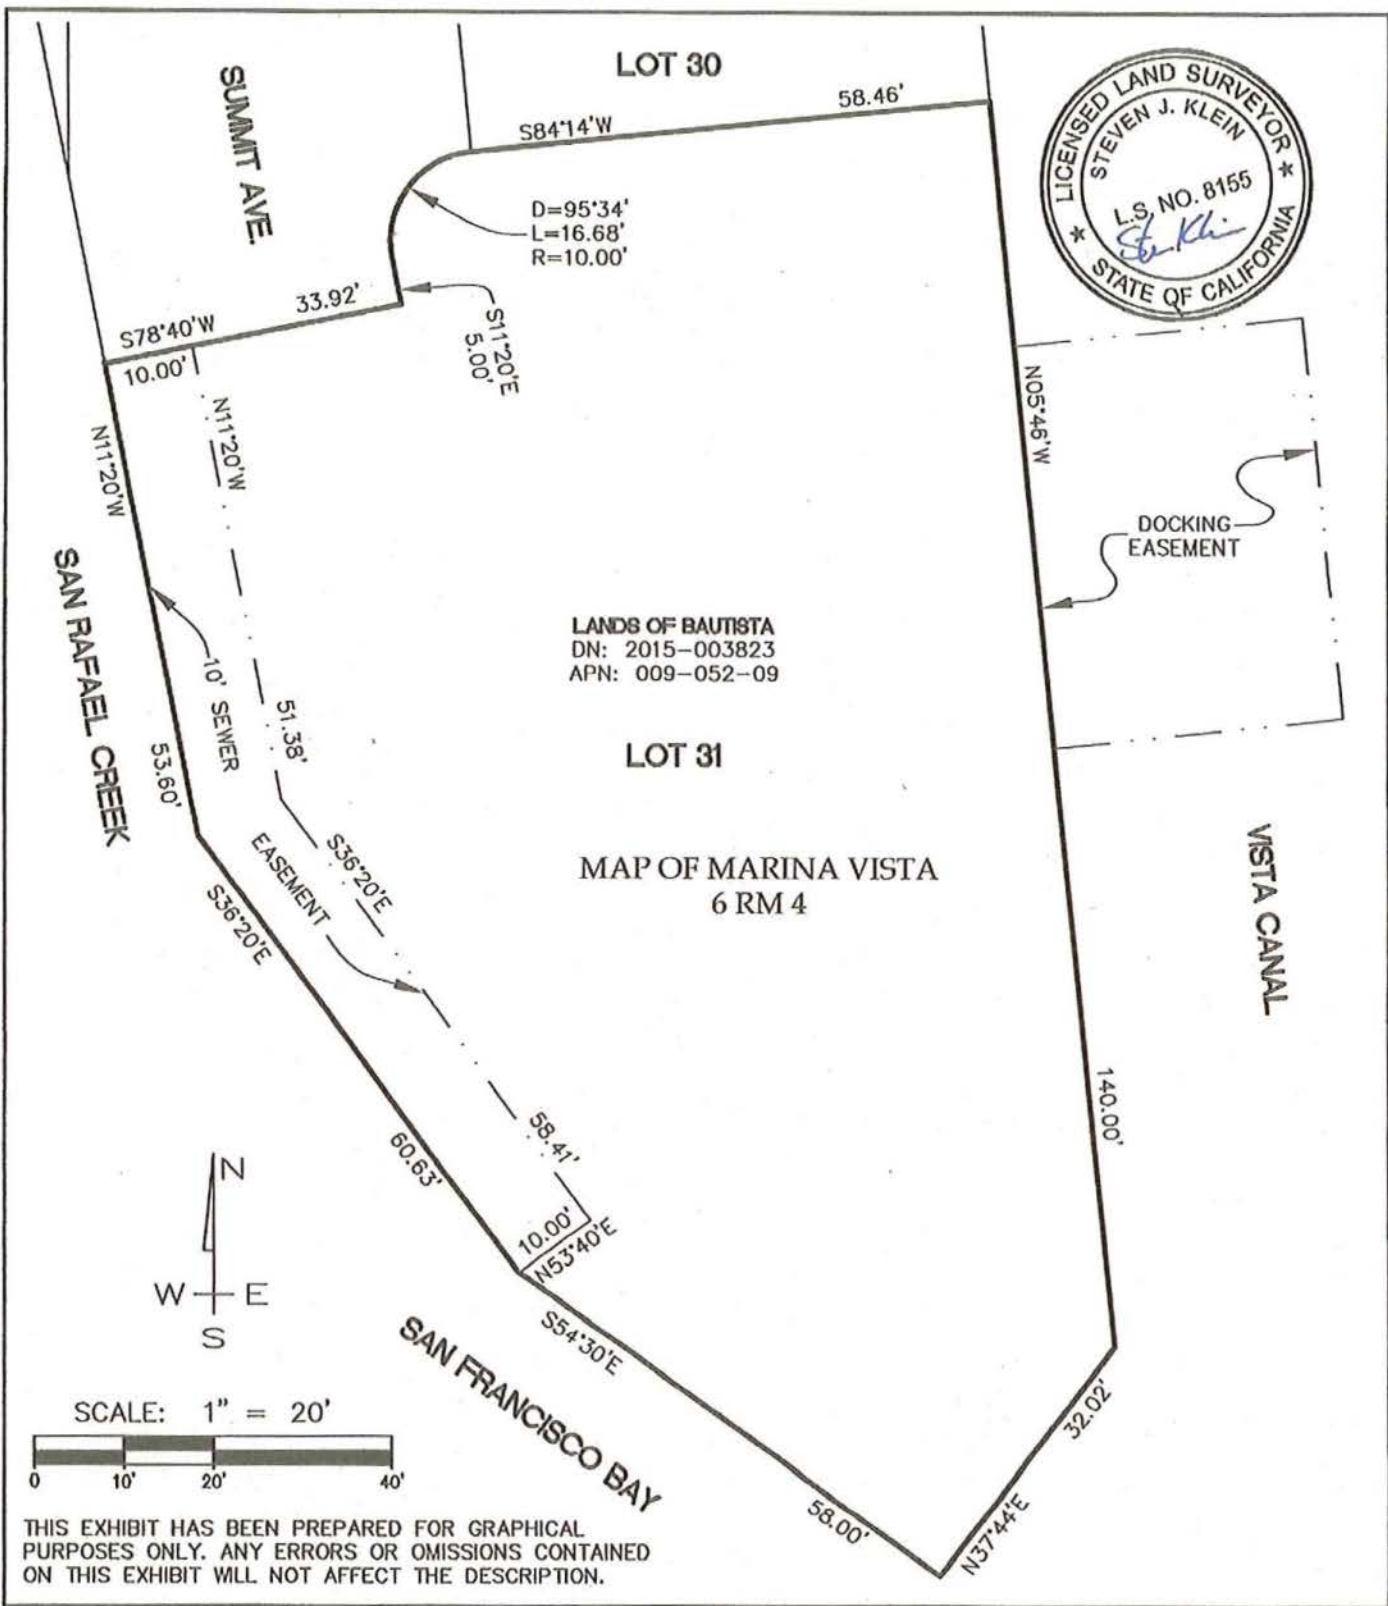 LOT 30
SUMMIT AVE.
58.46'
S84°14'W
LICENSED LAND SURVEYOR
STEVEN J. KLEIN
L.S. NO. 8155
STATE OF CALIFORNIA
D=95°34'
L=16.68'
R=10.00'
33.92'
S78°40'W
10.00'
S11°20'E
5.00'
N11°20'W
N11°20'W
N05°46'W
DOCKING
EASEMENT
SAN RAFAEL CREEK
LANDS OF BAUTISTA
DN: 2015-003823
APN: 009-052-09
10' SEWER
EASEMENT
51.38'
53.60'
LOT 31
S36°20'E
S36°20'E
MAP OF MARINA VISTA
6 RM 4
VISTA CANAL
140.00'
58.41'
60.63'
10.00'
N53°40'E
N
W E
S
S54°30'E
SAN FRANCISCO BAY
32.02'
58.00'
N37°44'E
SCALE: 1" = 20'
0 10' 20' 40'
THIS EXHIBIT HAS BEEN PREPARED FOR GRAPHICAL
PURPOSES ONLY. ANY ERRORS OR OMISSIONS CONTAINED
ON THIS EXHIBIT WILL NOT AFFECT THE DESCRIPTION.